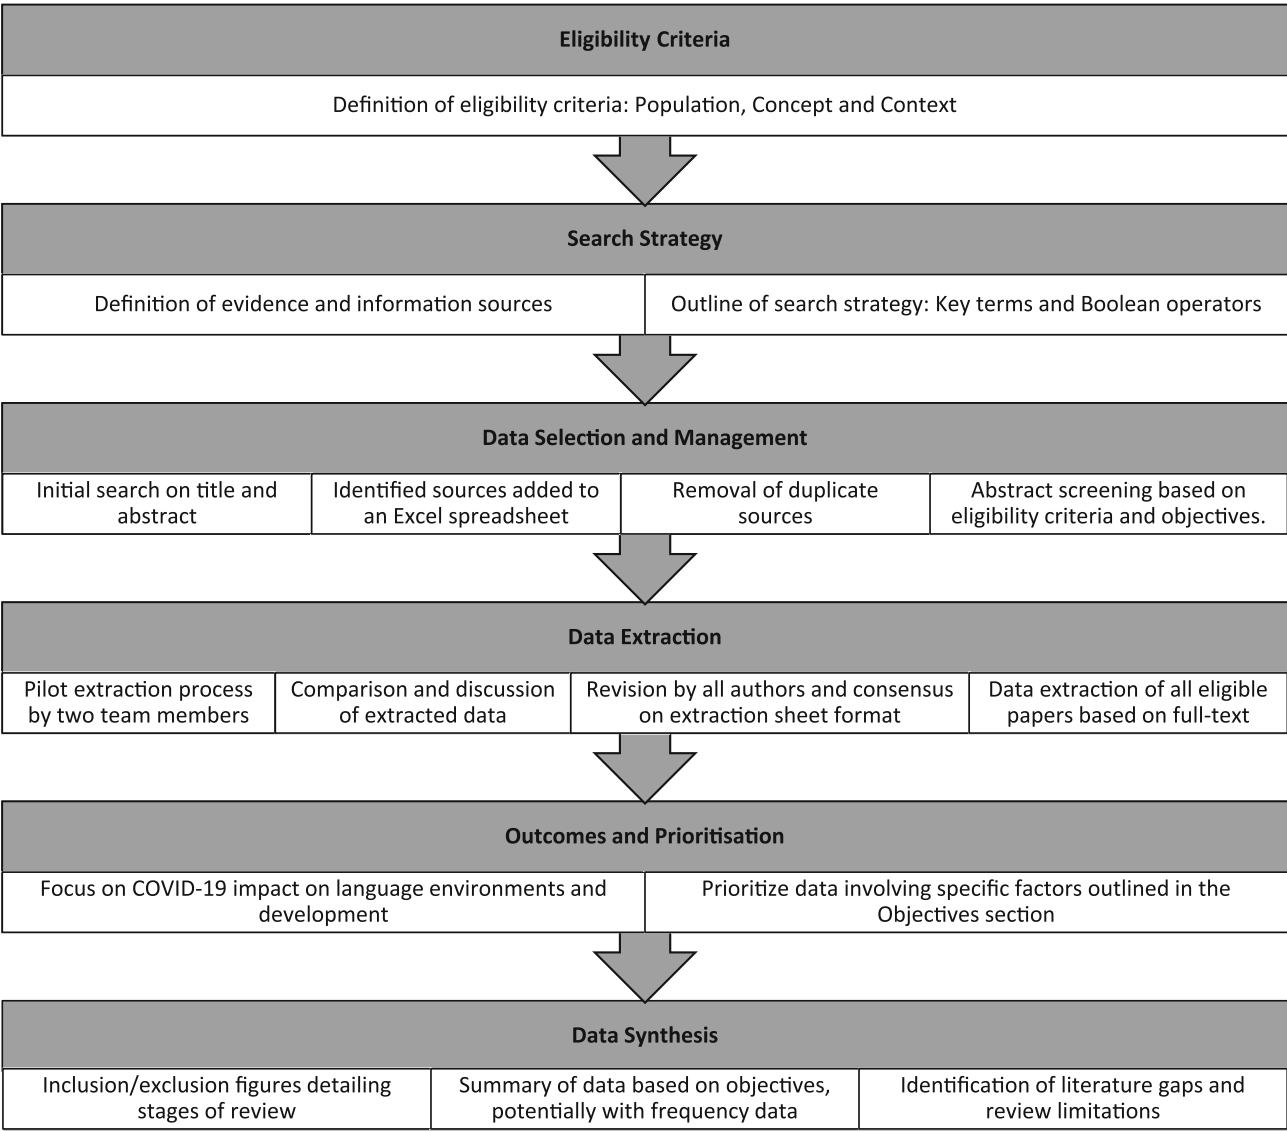 Eligibility Criteria
Definition of eligibility criteria: Population, Concept and Context
Search Strategy
Definition of evidence and information sources
Outline of search strategy: Key terms and Boolean operators
Data Selection and Management
Initial search on title and
abstract
Identified sources added to
an Excel spreadsheet
Removal of duplicate
sources
Abstract screening based on
eligibility criteria and objectives.
Data Extraction
Pilot extraction process
by two team members
Comparison and discussion
of extracted data
Revision by all authors and consensus
on extraction sheet format
Data extraction of all eligible
papers based on full-text
Outcomes and Prioritisation
Focus on COVID-19 impact on language environments and
development
Prioritize data involving specific factors outlined in the
Objectives section
Data Synthesis
Inclusion/exclusion figures detailing
stages of review
Summary of data based on objectives,
potentially with frequency data
Identification of literature gaps and
review limitations